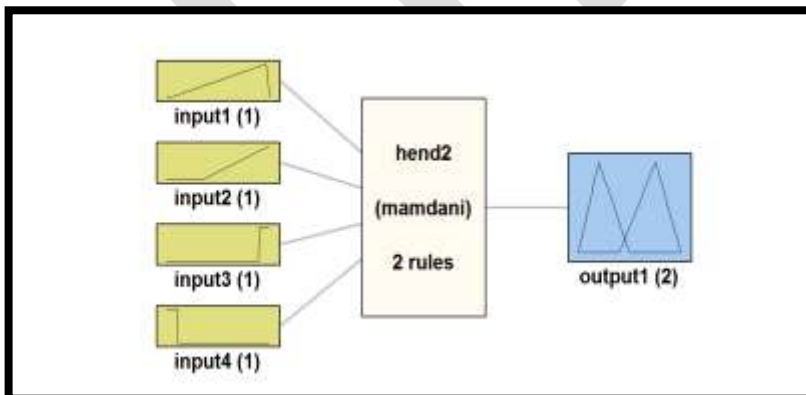 input1 (1)
input2 (1)
input3 (1)
input4 (1)
hend2
(mamdani)
2 rules
output1 (2)